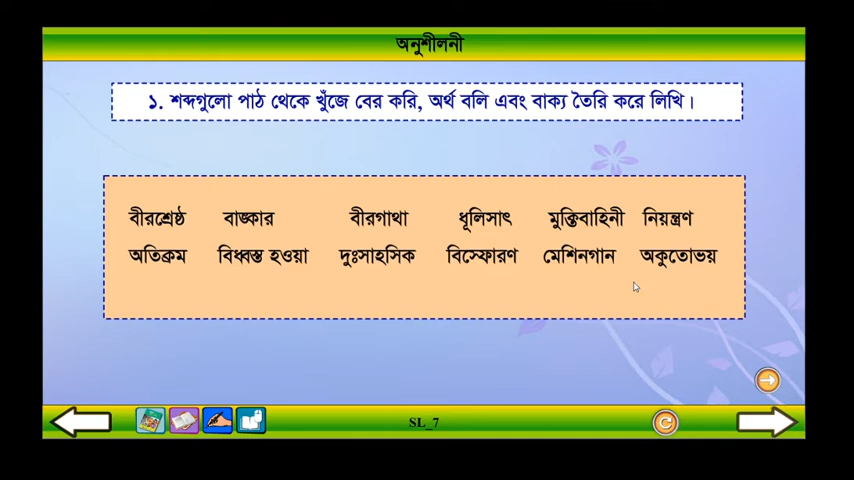 অনুশীলনী
১. শব্দগুলো পাঠ থেকে খুঁজে বের করি, অর্থ বলি এবং বাক্য তৈরি করে লিখি।
বীরশ্রেষ্ঠ বাঙ্কার বীরগাথা ধূলিসাৎ মুক্তিবাহিনী নিয়ন্ত্রণ
অতিক্রম বিধ্বস্ত হওয়া দুঃসাহসিক বিস্ফোরণ মেশিনগান অকুতোভয়
SL_7